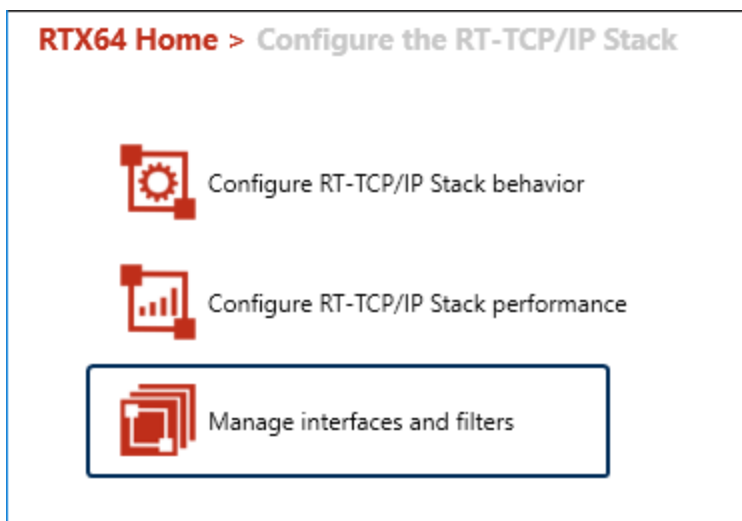 RTX64 Home > Configure the RT-TCP/IP Stack
Configure RT-TCP/IP Stack behavior
Configure RT-TCP/IP Stack performance
Manage interfaces and filters